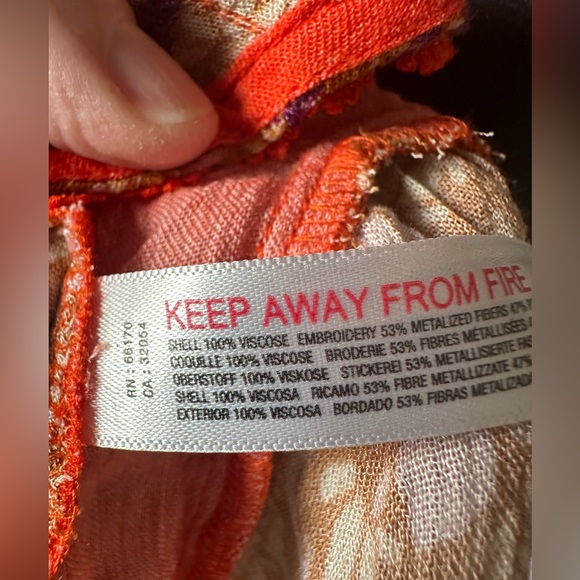 KEEP AWAY FROM FIRE
SHELL 100% VISCOSE EMBROIDERY 53% METALIZED FIBERS 47%
COQUILLE 100% VISCOSE BRODERIE 53% FIBRES MÉTALLISÉES
OBERSTOFF 100% VISKOSE STICKEREI 53% METALLISIERTE
SHELL 100% VISCOSA RICAMO 53% FIBRE METALLIZZATE 47%
EXTERIOR 100% VISCOSA BORDADO 53% FIBRAS
RN : 66170
CA : 32054